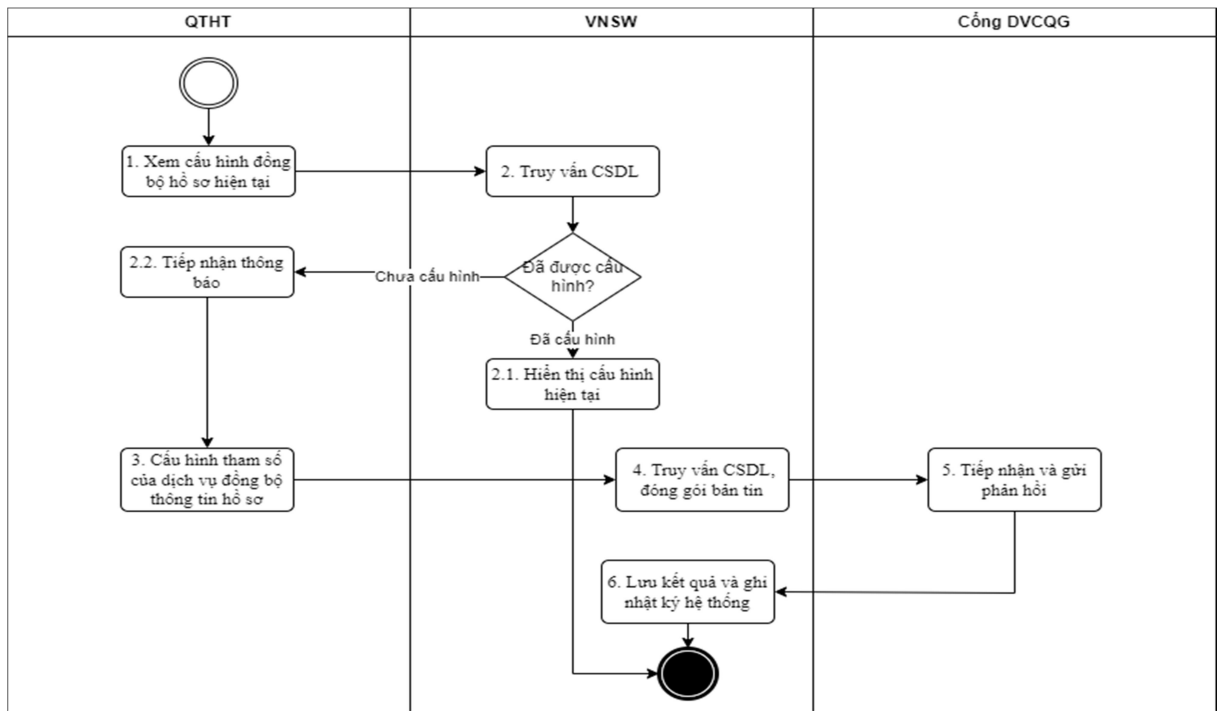 QTHT
VNSW
Cổng DVCQG
1. Xem cấu hình đồng
bộ hồ sơ hiện tại
2. Truy vấn CSDL
2.2. Tiếp nhận thông
báo
Chưa cấu hình
Đã được cấu
hình?
Đã cấu hình
2.1. Hiển thị cấu hình
hiện tại
3. Cấu hình tham số
của dịch vụ đồng bộ
thông tin hồ sơ
4. Truy vấn CSDL,
đóng gói bản tin
5. Tiếp nhận và gửi
phản hồi
6. Lưu kết quả và ghi
nhật ký hệ thống